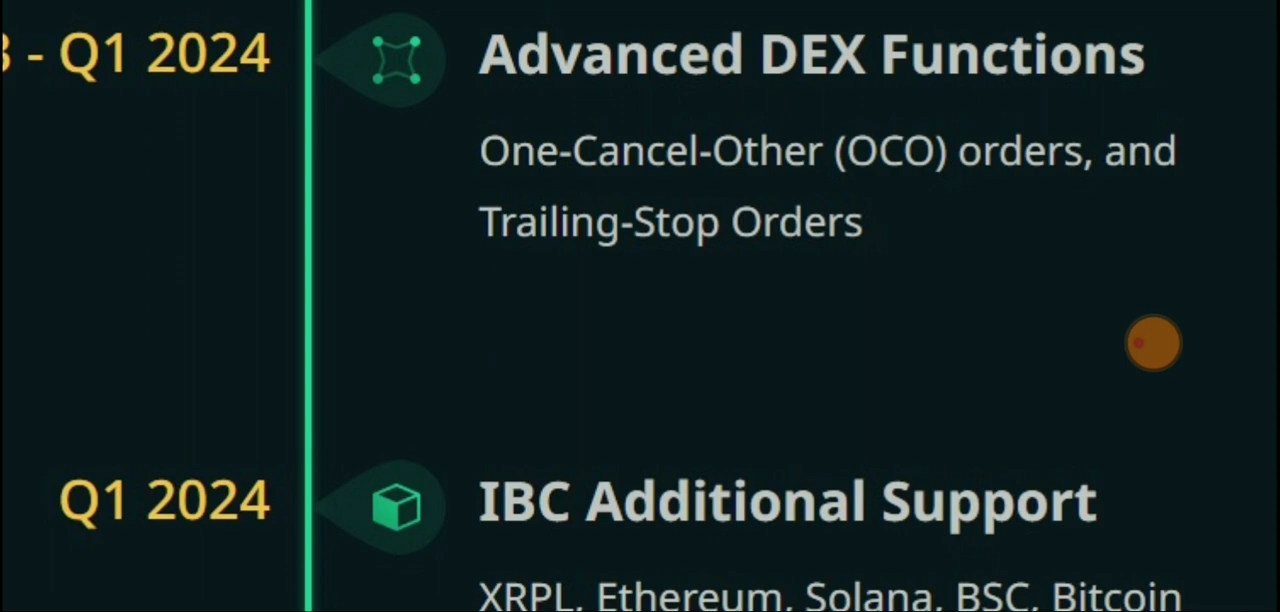 - Q1 2024
Advanced DEX Functions
One-Cancel-Other (OCO) orders, and
Trailing-Stop Orders
Q1 2024
IBC Additional Support
XRPL, Ethereum, Solana, BSC, Bitcoin